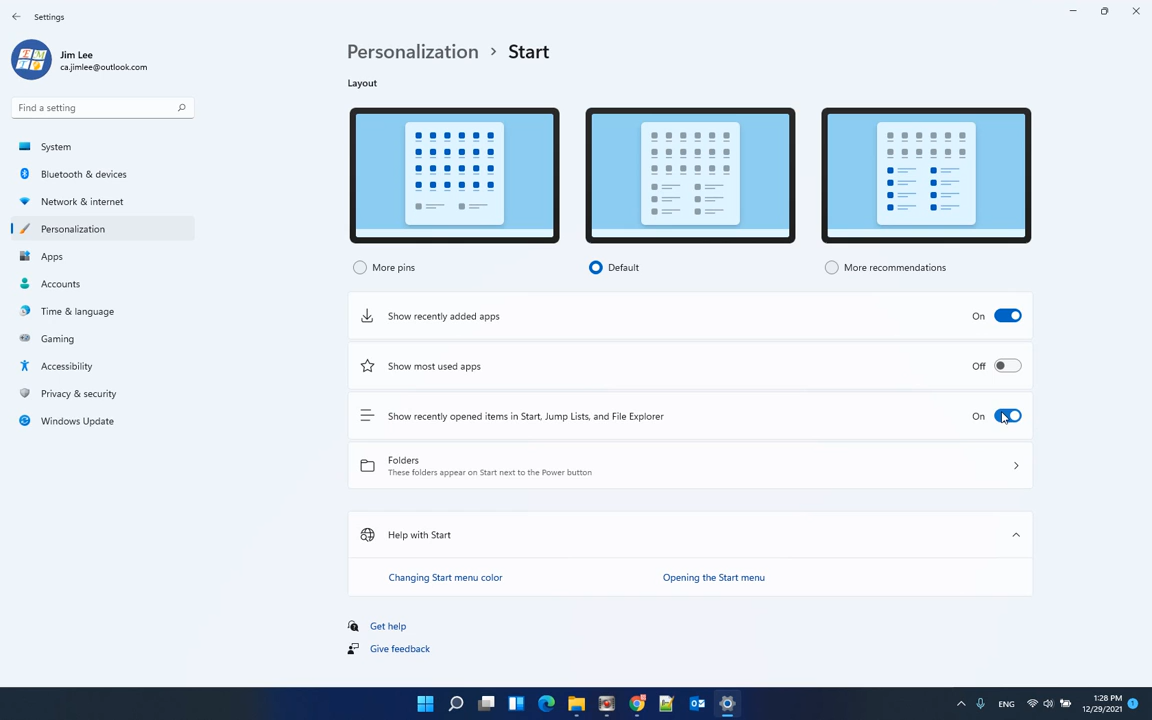 Settings
Jim Lee
ca.jimlee@outlook.com
Find a setting
System
Bluetooth & devices
Network & internet
Personalization
Apps
Accounts
Time & language
Gaming
Accessibility
Privacy & security
Windows Update
Personalization > Start
Layout
More pins
Default
More recommendations
Show recently added apps
On
Show most used apps
Off
Show recently opened items in Start, Jump Lists, and File Explorer
On
Folders
These folders appear on Start next to the Power button
Help with Start
Changing Start menu color
Opening the Start menu
Get help
Give feedback
ENG
1:28 PM
12/29/2021
1